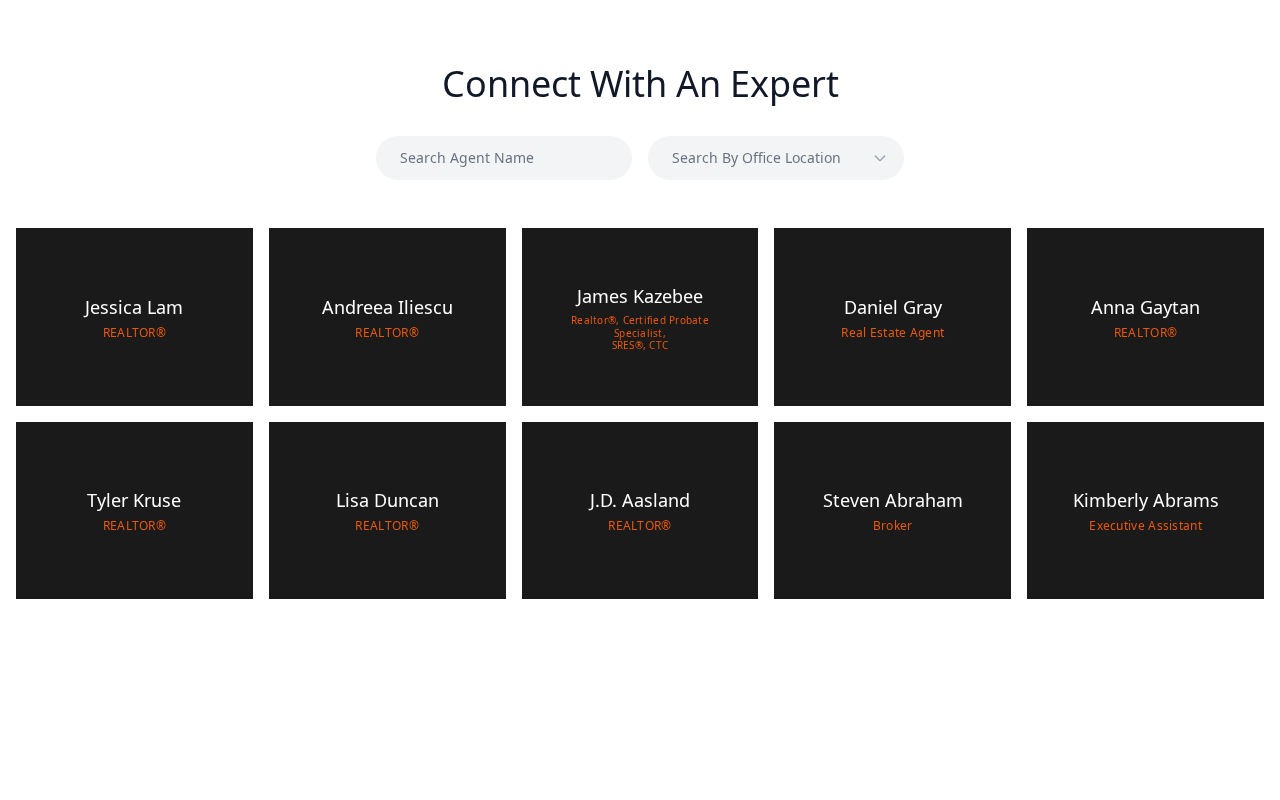 Connect With An Expert
Search Agent Name
Search By Office Location
Jessica Lam
REALTOR®
Andreea Iliescu
REALTOR®
James Kazebee
Realtor®, Certified Probate
Specialist,
SRES®, CTC
Daniel Gray
Real Estate Agent
Anna Gaytan
REALTOR®
Tyler Kruse
REALTOR®
Lisa Duncan
REALTOR®
J.D. Aasland
REALTOR®
Steven Abraham
Broker
Kimberly Abrams
Executive Assistant